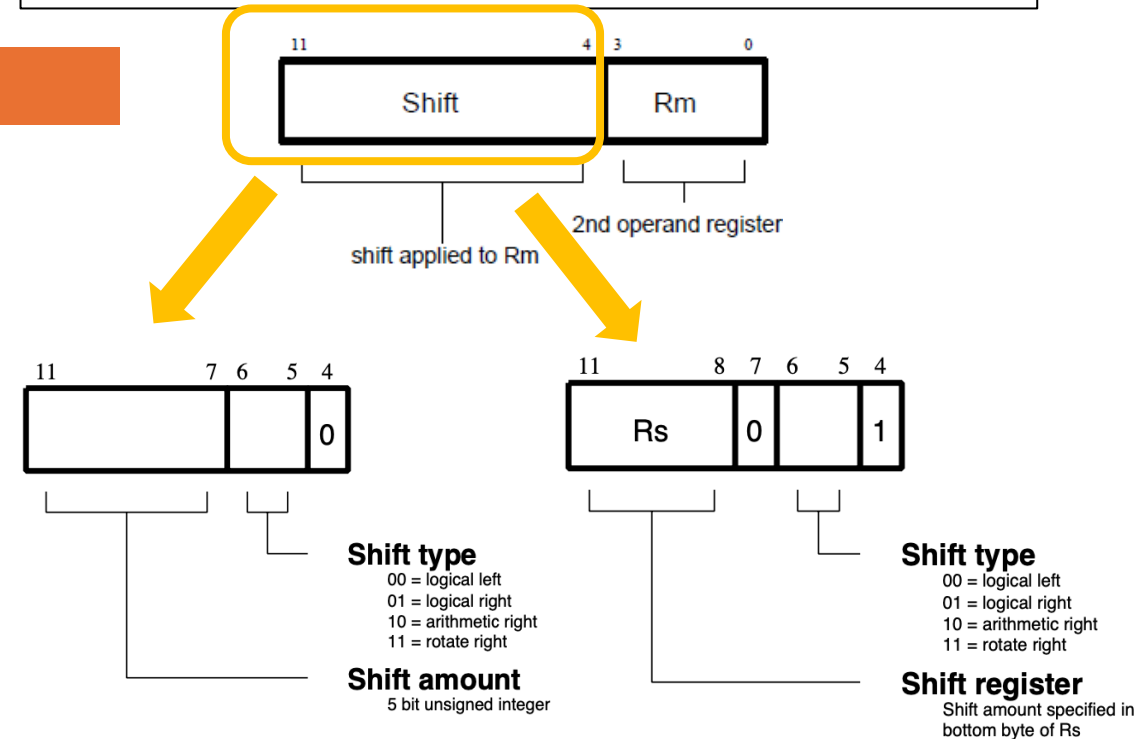 11 4 3 0
Shift Rm
2nd operand register
shift applied to Rm
11 7 6 5 4
0
11 8 7 6 5 4
Rs 0 1
Shift type
00 = logical left
01 = logical right
10 = arithmetic right
11 = rotate right
Shift amount
5 bit unsigned integer
Shift type
00 = logical left
01 = logical right
10 = arithmetic right
11 = rotate right
Shift register
Shift amount specified in
bottom byte of Rs